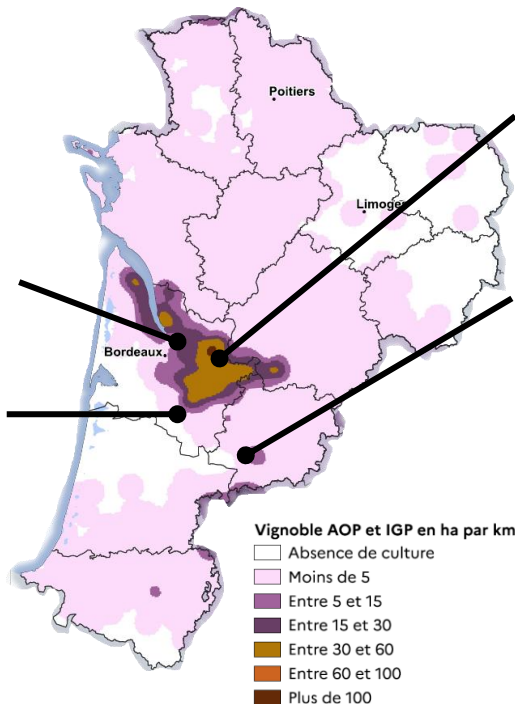 Poitiers
Limoges
Bordeaux
Vignoble AOP et IGP en ha par km
Absence de culture
Moins de 5
Entre 5 et 15
Entre 15 et 30
Entre 30 et 60
Entre 60 et 100
Plus de 100